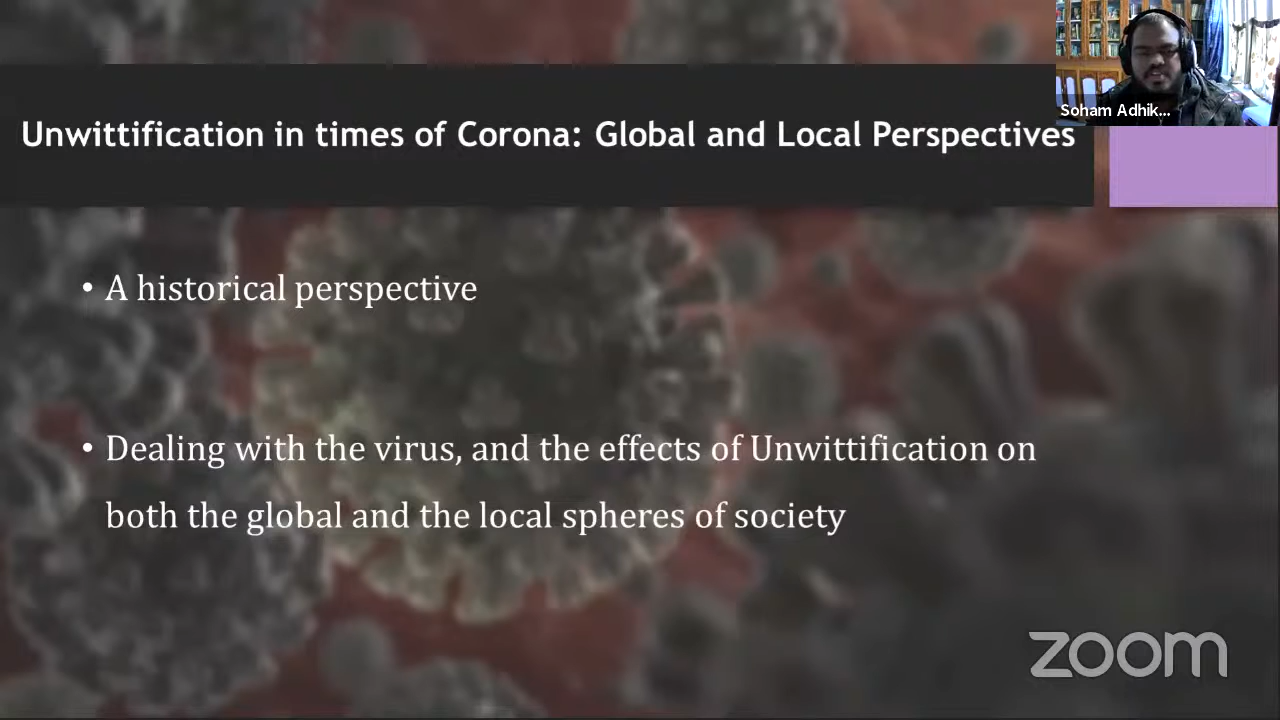 Soham Adhik...
Unwittification in times of Corona: Global and Local Perspectives
• A historical perspective
• Dealing with the virus, and the effects of Unwittification on
both the global and the local spheres of society
zoom